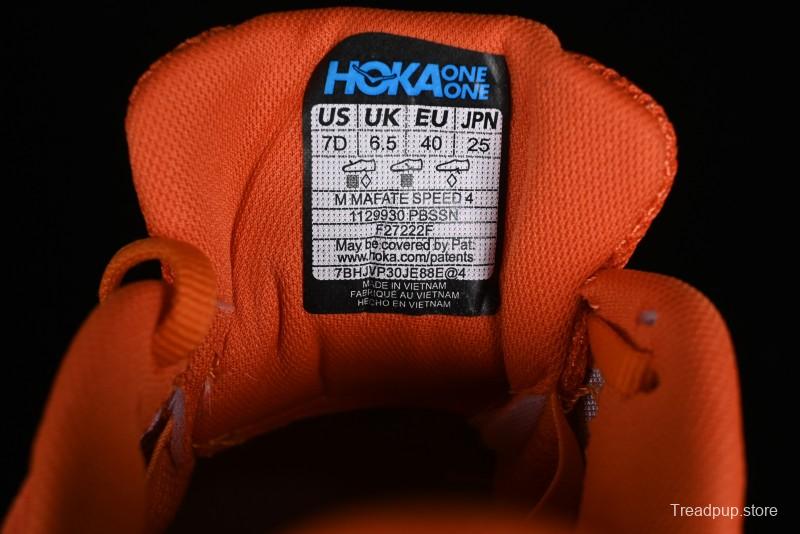 HOKA ONE ONE
US UK EU JPN
7D 6.5 40 25
M MAFATE SPEED 4
1129930 PBSSN
F27222F
May be covered by Pat:
www.hoka.com/patents
7BHJVP30JE88E@4
MADE IN VIETNAM
FABRIQUÉ AU VIETNAM
HECHO EN VIETNAM
Treadpup.store